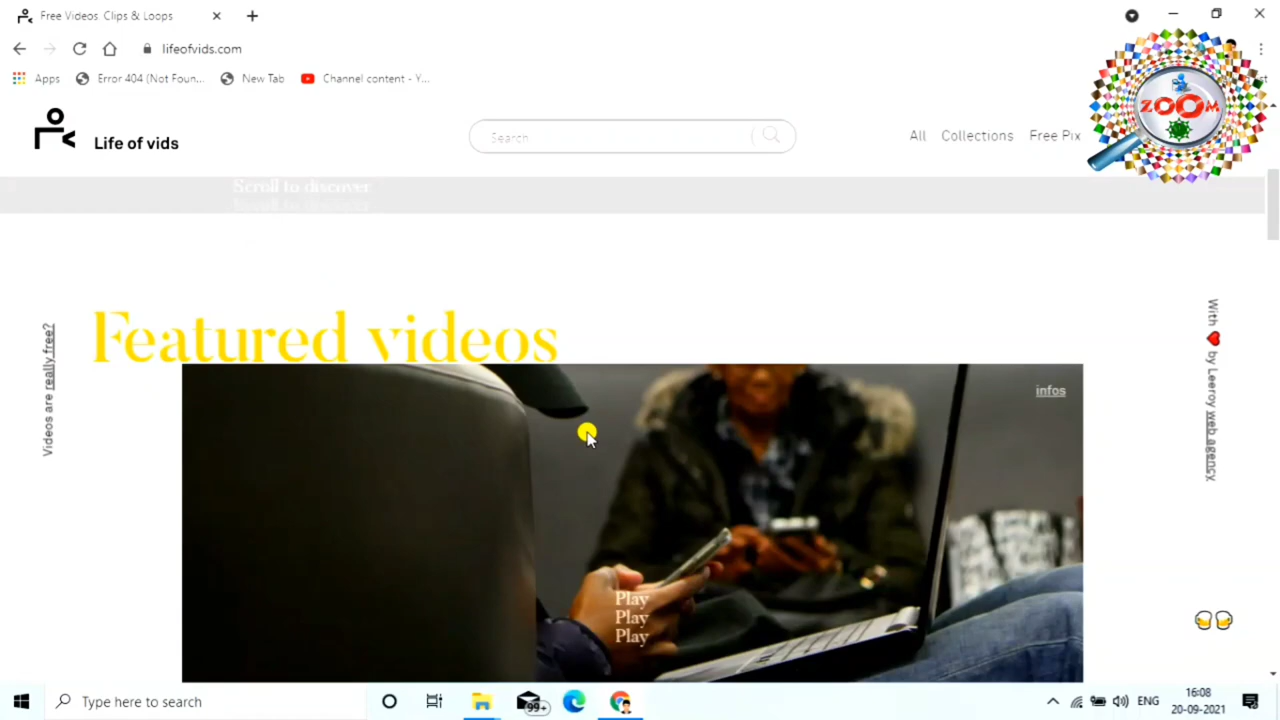 Free Videos Clips & Loops
lifeofvids.com
Apps
Error 404 (Not Foun...
New Tab
Channel content - Y...
ZOOM
Life of vids
Search
All
Collections
Free Pix
Scroll to discover
Featured videos
Videos are really free?
With ❤ by Leeroy web agency
infos
Play
Play
Play
Type here to search
99+
ENG
16:08
20-09-2021